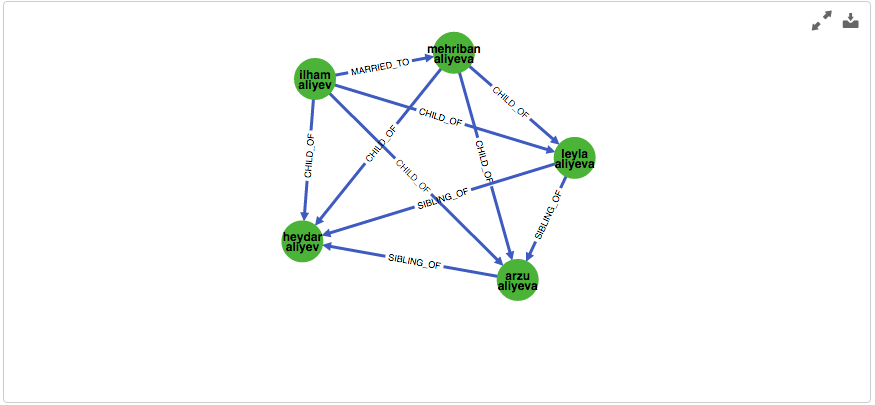 mehriban
aliyeva
ilham
aliyev
MARRIED_TO
CHILD_OF
CHILD_OF
CHILD_OF
CHILD_OF
CHILD_OF
CHILD_OF
leyla
aliyeva
SIBLING_OF
SIBLING_OF
heydar
aliyev
SIBLING_OF
arzu
aliyeva